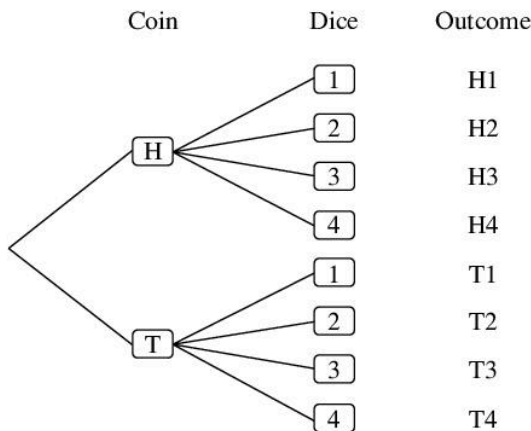 Coin Dice Outcome
1 H1
2 H2
H
3 H3
4 H4
1 T1
2 T2
T
3 T3
4 T4